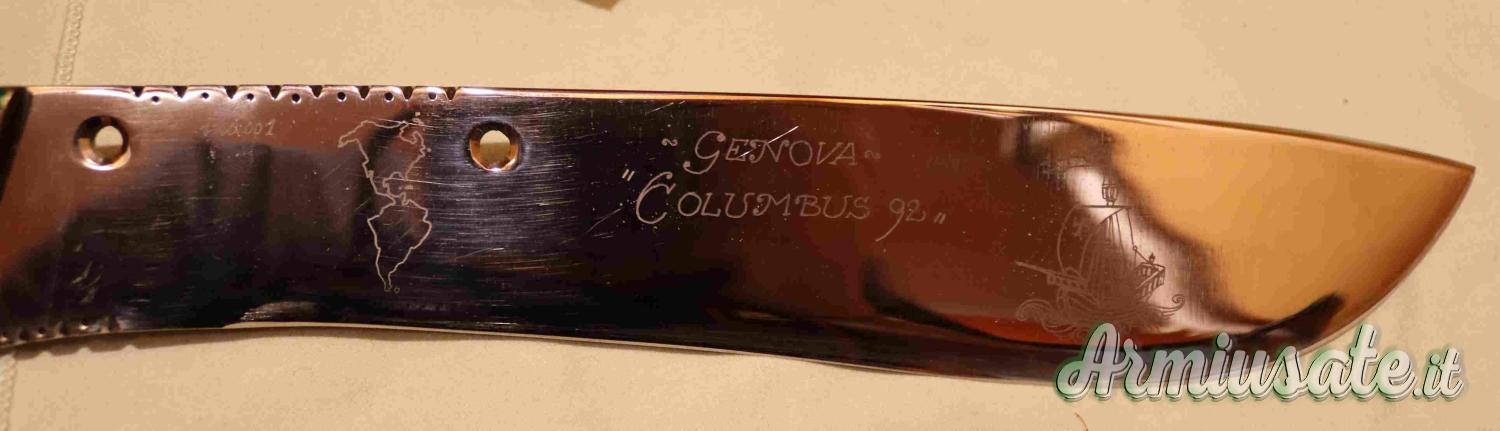 ~ GENOVA ~
"COLUMBUS 92"
Armiusate.it